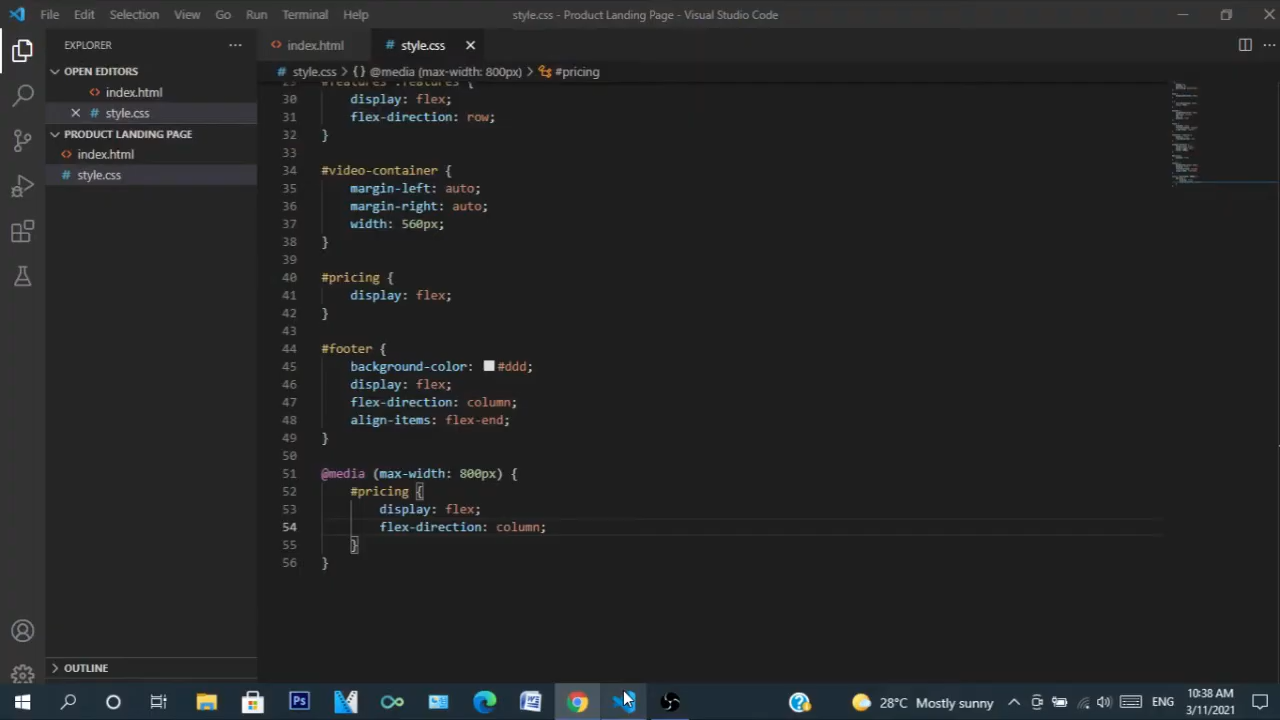 File Edit Selection View Go Run Terminal Help
style.css - Product Landing Page - Visual Studio Code
EXPLORER
OPEN EDITORS
index.html
style.css
PRODUCT LANDING PAGE
index.html
style.css
OUTLINE
index.html
style.css
style.css > {} @media (max-width: 800px) > #pricing
29 #features .features {
30 display: flex;
31 flex-direction: row;
32 }
33
34 #video-container {
35 margin-left: auto;
36 margin-right: auto;
37 width: 560px;
38 }
39
40 #pricing {
41 display: flex;
42 }
43
44 #footer {
45 background-color: #ddd;
46 display: flex;
47 flex-direction: column;
48 align-items: flex-end;
49 }
50
51 @media (max-width: 800px) {
52 #pricing {
53 display: flex;
54 flex-direction: column;
55 }
56 }
Ps
28°C Mostly sunny
ENG
10:38 AM
3/11/2021